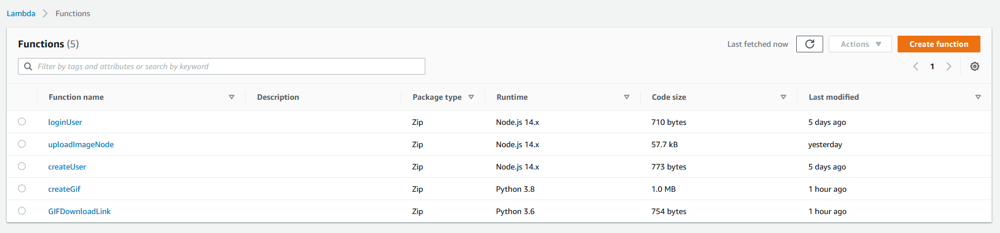 Lambda > Functions
Functions (5) Last fetched now Actions Create function
Filter by tags and attributes or search by keyword 1
Function name Description Package type Runtime Code size Last modified
loginUser Zip Node.js 14.x 710 bytes 5 days ago
uploadImageNode Zip Node.js 14.x 57.7 kB yesterday
createUser Zip Node.js 14.x 773 bytes 5 days ago
createGif Zip Python 3.8 1.0 MB 1 hour ago
GIFDownloadLink Zip Python 3.6 754 bytes 1 hour ago